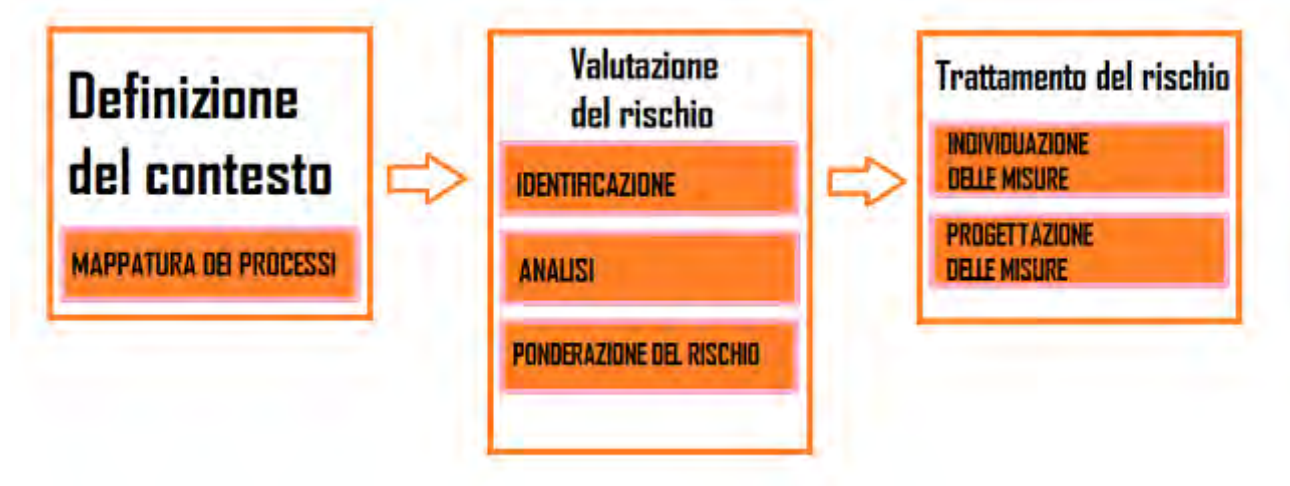 Definizione
del contesto
MAPPATURA DEI PROCESSI
Valutazione
del rischio
IDENTIFICAZIONE
ANALISI
PONDERAZIONE DEL RISCHIO
Trattamento del rischio
INDIVIDUAZIONE
DELLE MISURE
PROGETTAZIONE
DELLE MISURE